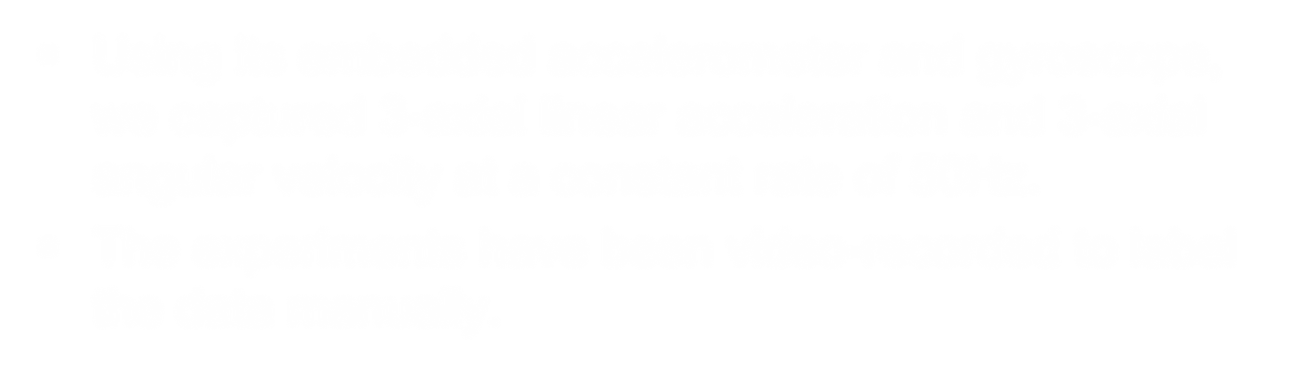 • Using its embedded accelerometer and gyroscope,
we captured 3-axial linear acceleration and 3-axial
angular velocity at a constant rate of 50Hz.
• The experiments have been video-recorded to label
the data manually.